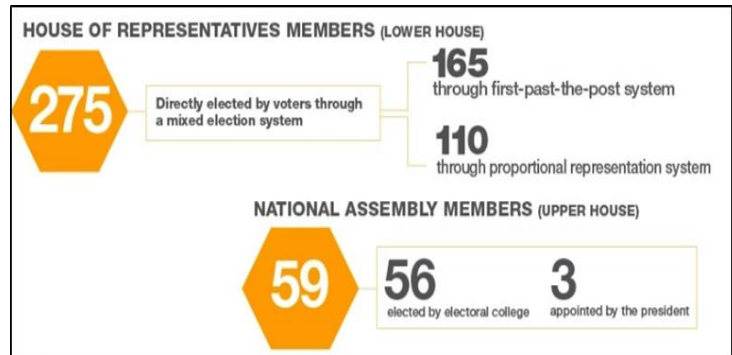 HOUSE OF REPRESENTATIVES MEMBERS (LOWER HOUSE)
275
Directly elected by voters through
a mixed election system
165
through first-past-the-post system
110
through proportional representation system
NATIONAL ASSEMBLY MEMBERS (UPPER HOUSE)
59
56
elected by electoral college
3
appointed by the president